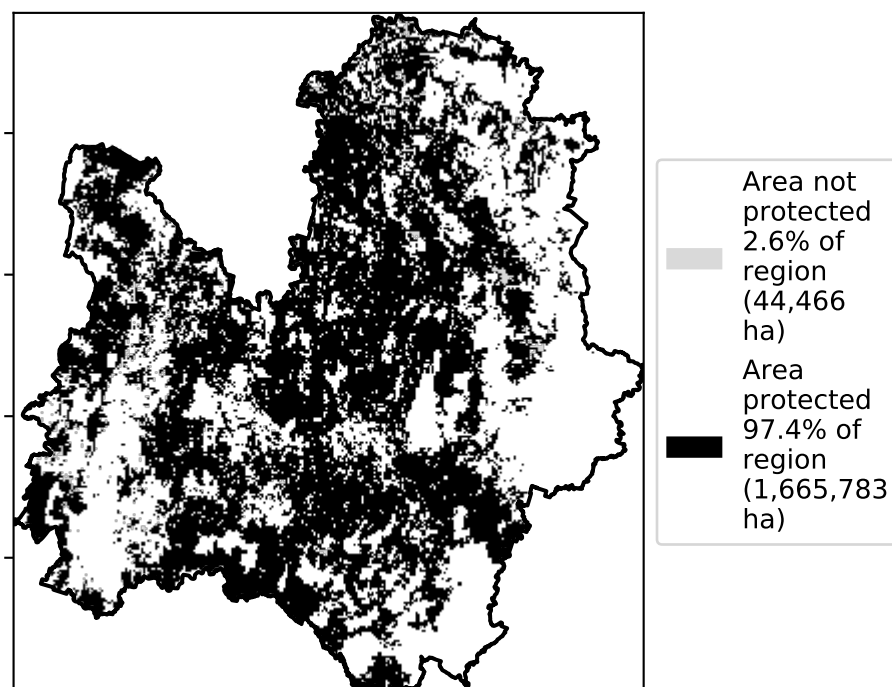 Area not
protected
2.6% of
region
(44,466
ha)
Area
protected
97.4% of
region
(1,665,783
ha)